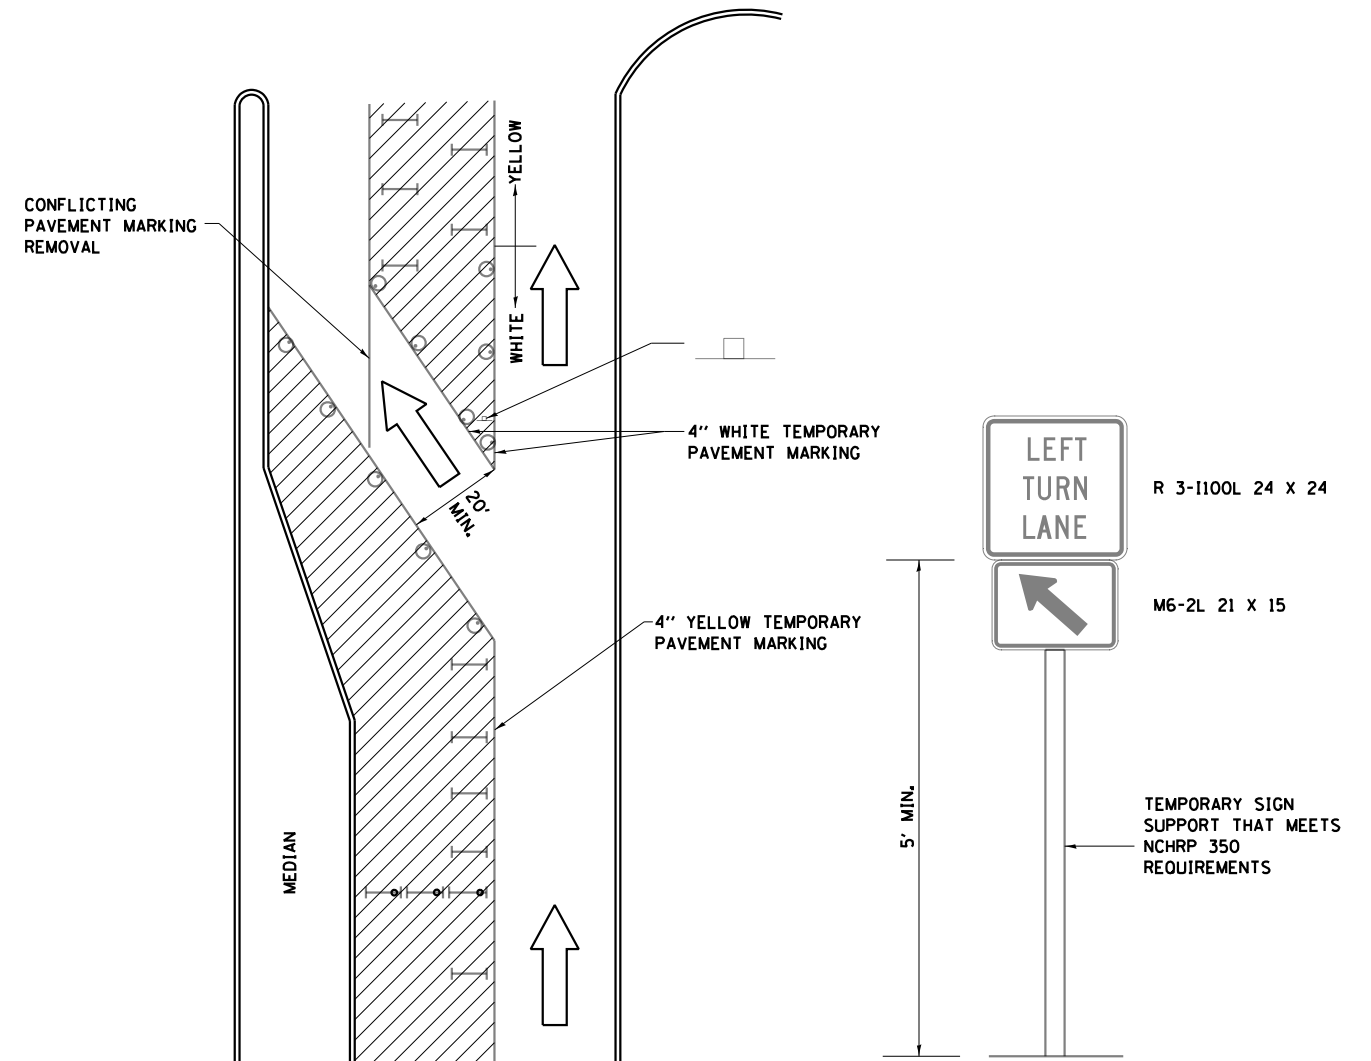 YELLOW
CONFLICTING
PAVEMENT MARKING
REMOVAL
WHITE
4'' WHITE TEMPORARY
PAVEMENT MARKING
LEFT
TURN
LANE
R 3-I100L 24 X 24
20'
MIN.
M6-2L 21 X 15
4'' YELLOW TEMPORARY
PAVEMENT MARKING
5' MIN.
TEMPORARY SIGN
SUPPORT THAT MEETS
NCHRP 350
REQUIREMENTS
MEDIAN